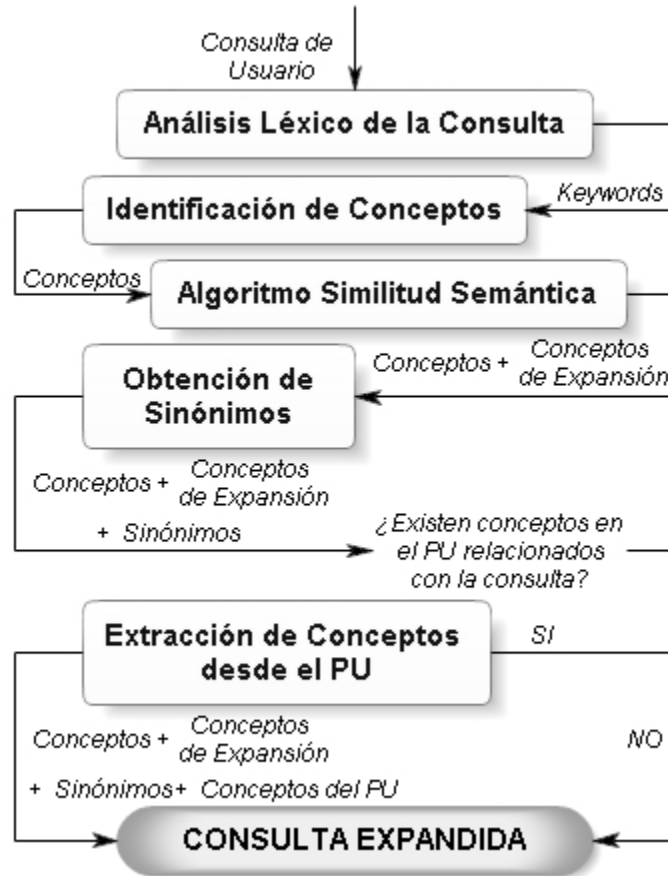 Consulta de
Usuario
Análisis Léxico de la Consulta
Identificación de Conceptos
Keywords
Conceptos
Algoritmo Similitud Semántica
Obtención de
Sinónimos
Conceptos + Conceptos
de Expansión
Conceptos + Conceptos
de Expansión
+ Sinónimos
¿Existen conceptos en
el PU relacionados
con la consulta?
Extracción de Conceptos
desde el PU
SI
Conceptos + Conceptos
de Expansión
NO
+ Sinónimos+ Conceptos del PU
CONSULTA EXPANDIDA